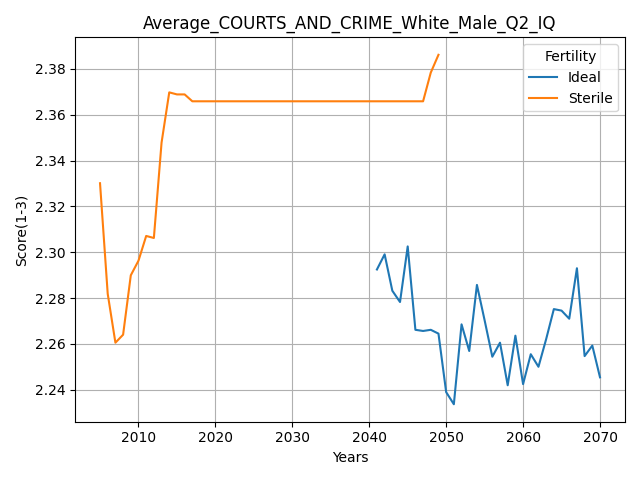 Average_COURTS_AND_CRIME_White_Male_Q2_IQ
Score(1-3)
2.38
2.36
2.34
2.32
2.30
2.28
2.26
2.24
Fertility
Ideal
Sterile
2010
2020
2030
2040
2050
2060
2070
Years